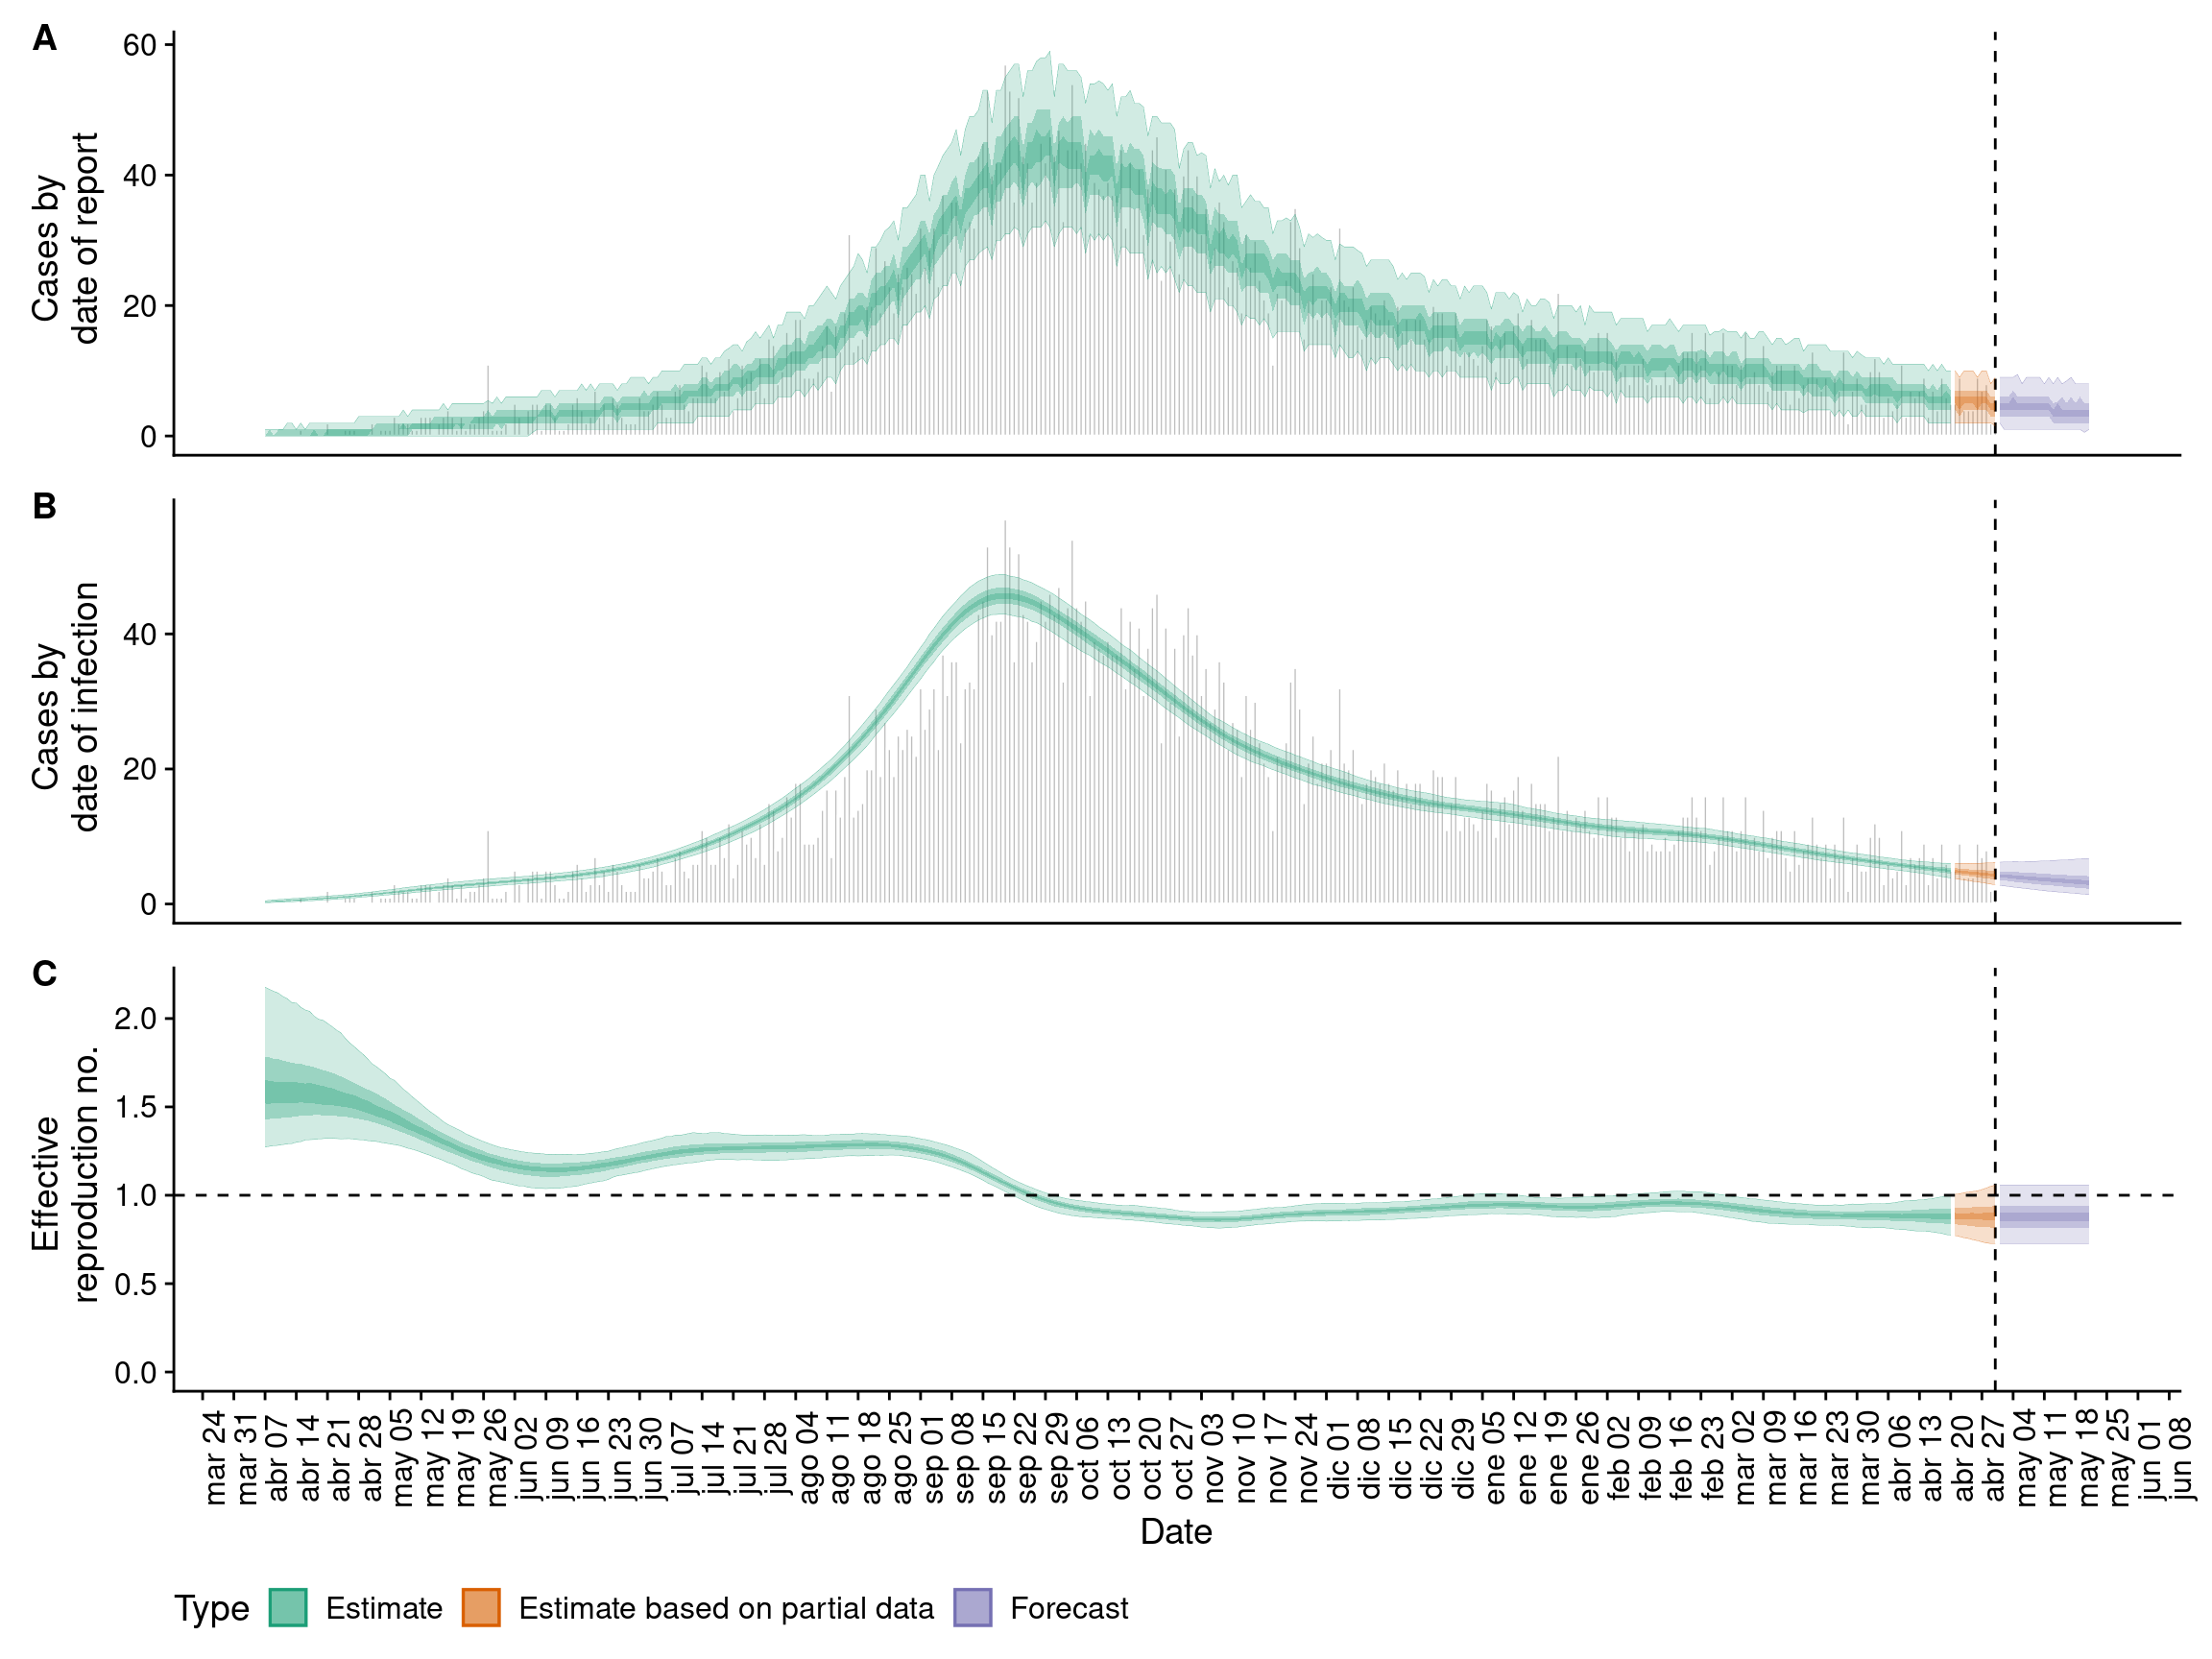 A
Cases by
date of report
60
40
20
0
B
Cases by
date of infection
40
20
0
C
Effective
reproduction no.
2.0
1.5
1.0
0.5
0.0
mar 24
mar 31
abr 07
abr 14
abr 21
abr 28
may 05
may 12
may 19
may 26
jun 02
jun 09
jun 16
jun 23
jun 30
jul 07
jul 14
jul 21
jul 28
ago 04
ago 11
ago 18
ago 25
sep 01
sep 08
sep 15
sep 22
sep 29
oct 06
oct 13
oct 20
oct 27
nov 03
nov 10
nov 17
nov 24
dic 01
dic 08
dic 15
dic 22
dic 29
ene 05
ene 12
ene 19
ene 26
feb 02
feb 09
feb 16
feb 23
mar 02
mar 09
mar 16
mar 23
mar 30
abr 06
abr 13
abr 20
abr 27
may 04
may 11
may 18
may 25
jun 01
jun 08
Date
Type Estimate Estimate based on partial data Forecast